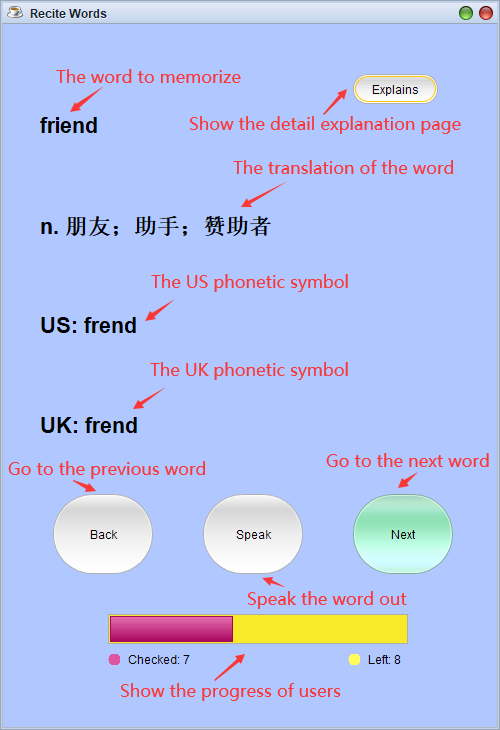 Recite Words
The word to memorize
Explains
friend
Show the detail explanation page
The translation of the word
n. 朋友；助手；赞助者
The US phonetic symbol
US: frend
The UK phonetic symbol
UK: frend
Go to the previous word
Go to the next word
Back
Speak
Next
Speak the word out
Checked: 7
Left: 8
Show the progress of users